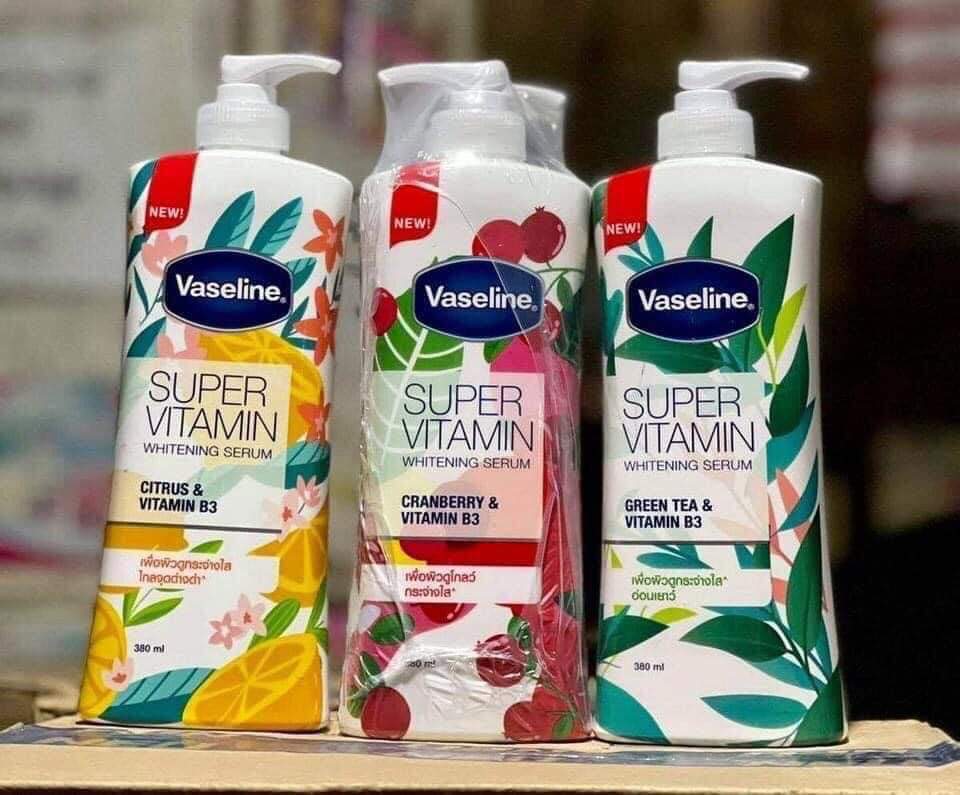 NEW!
Vaseline®
SUPER
VITAMIN
WHITENING SERUM
CITRUS &
VITAMIN B3
เพื่อผิวดูกระจ่างใส
ไกลจุดด่างดำ^
380 ml
NEW!
Vaseline®
SUPER
VITAMIN
WHITENING SERUM
CRANBERRY &
VITAMIN B3
เพื่อผิวดูโกลว์
กระจ่างใส^
380 ml
NEW!
Vaseline®
SUPER
VITAMIN
WHITENING SERUM
GREEN TEA &
VITAMIN B3
เพื่อผิวดูกระจ่างใส^
อ่อนเยาว์
380 ml